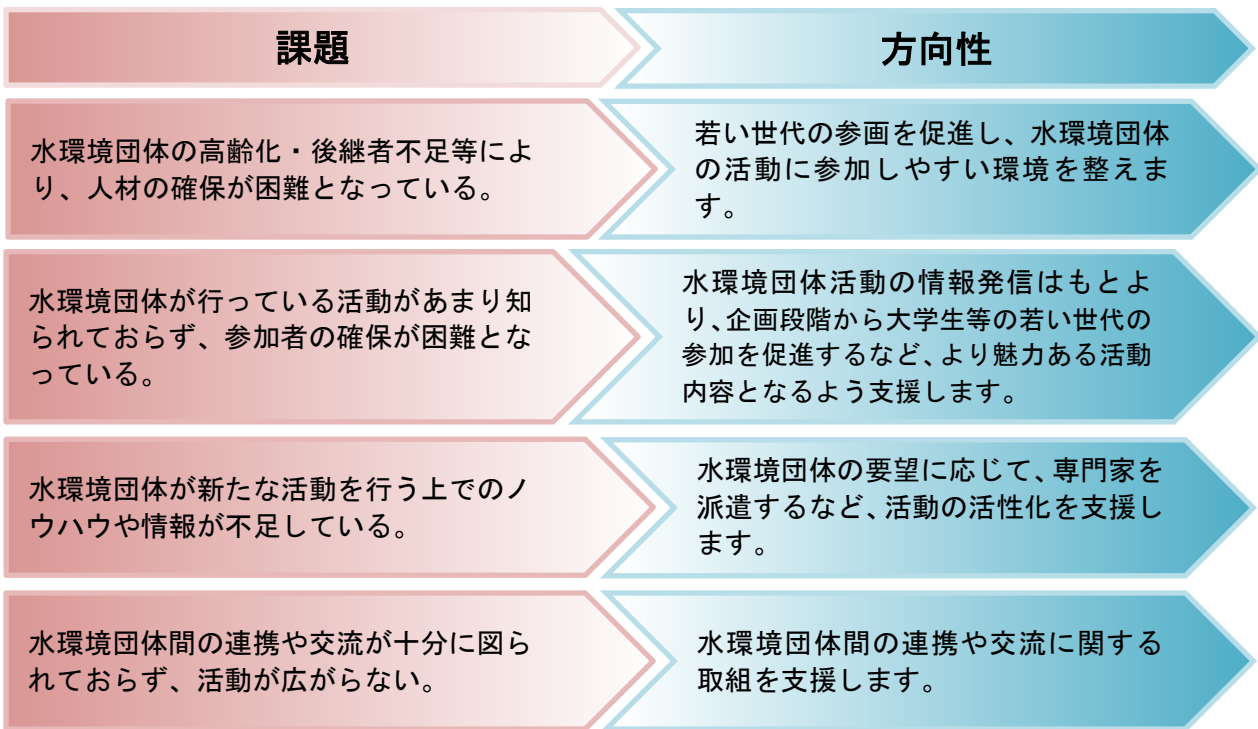 課題
方向性
水環境団体の高齢化・後継者不足等によ
り、人材の確保が困難となっている。
若い世代の参画を促進し、水環境団体
の活動に参加しやすい環境を整えま
す。
水環境団体が行っている活動があまり知
られておらず、参加者の確保が困難とな
っている。
水環境団体活動の情報発信はもとよ
り、企画段階から大学生等の若い世代の
参加を促進するなど、より魅力ある活動
内容となるよう支援します。
水環境団体が新たな活動を行う上でのノ
ウハウや情報が不足している。
水環境団体の要望に応じて、専門家を
派遣するなど、活動の活性化を支援し
ます。
水環境団体間の連携や交流が十分に図ら
れておらず、活動が広がらない。
水環境団体間の連携や交流に関する
取組を支援します。